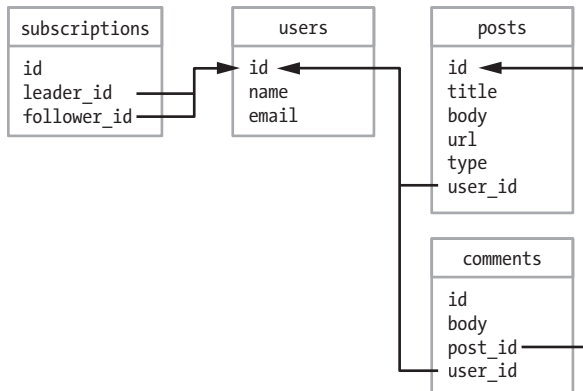 subscriptions
id
leader_id
follower_id
users
id
name
email
posts
id
title
body
url
type
user_id
comments
id
body
post_id
user_id